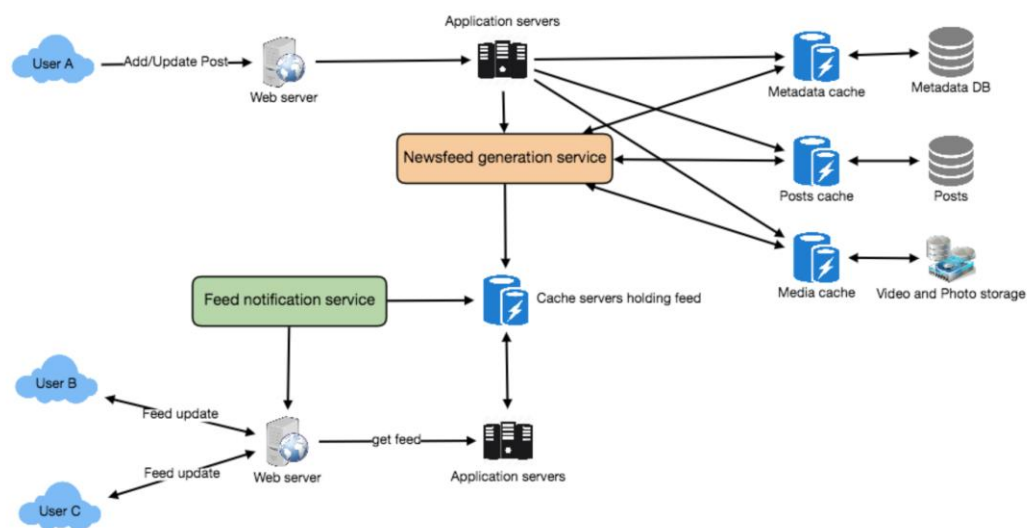 Application servers
User A
Add/Update Post
Web server
Metadata cache
Metadata DB
Newsfeed generation service
Posts cache
Posts
Media cache
Video and Photo storage
Feed notification service
Cache servers holding feed
User B
Feed update
get feed
Feed update
Web server
Application servers
User C